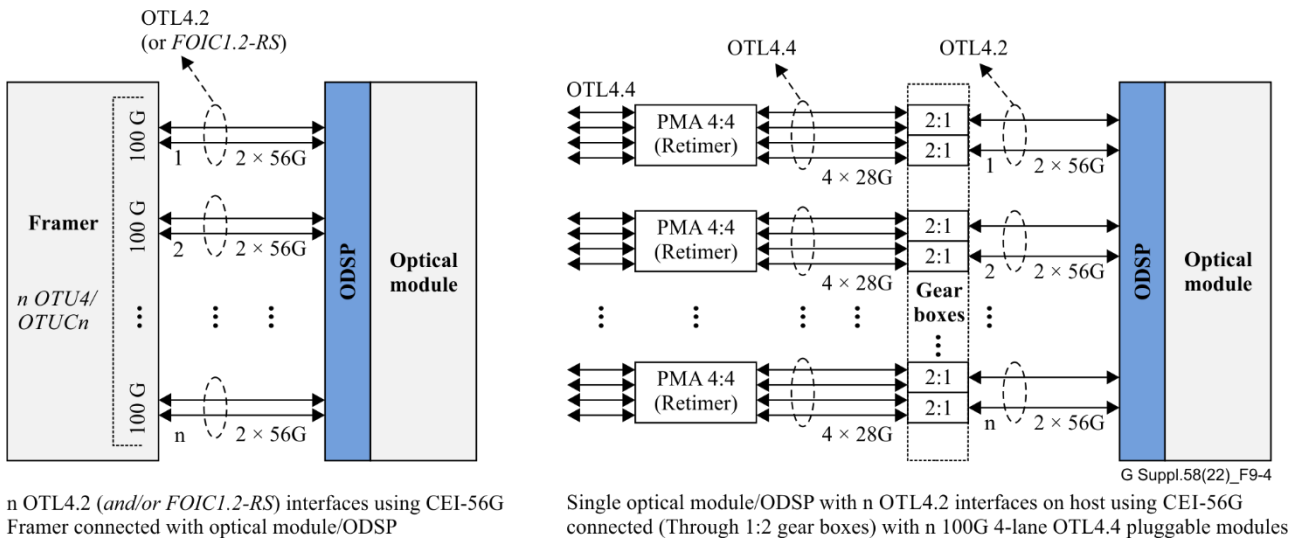 OTL4.2
(or FOIC1.2-RS)
100 G
1
2 × 56G
Framer
100 G
2
2 × 56G
n OTU4/
OTUCn
100 G
n
2 × 56G
ODSP
Optical
module
n OTL4.2 (and/or FOIC1.2-RS) interfaces using CEI-56G
Framer connected with optical module/ODSP
OTL4.4
OTL4.2
OTL4.4
PMA 4:4
(Retimer)
4 × 28G
2:1
2:1
1
2 × 56G
PMA 4:4
(Retimer)
4 × 28G
2:1
2:1
2
2 × 56G
Gear
boxes
PMA 4:4
(Retimer)
4 × 28G
2:1
2:1
n
2 × 56G
ODSP
Optical
module
G Suppl.58(22)_F9-4
Single optical module/ODSP with n OTL4.2 interfaces on host using CEI-56G
connected (Through 1:2 gear boxes) with n 100G 4-lane OTL4.4 pluggable modules